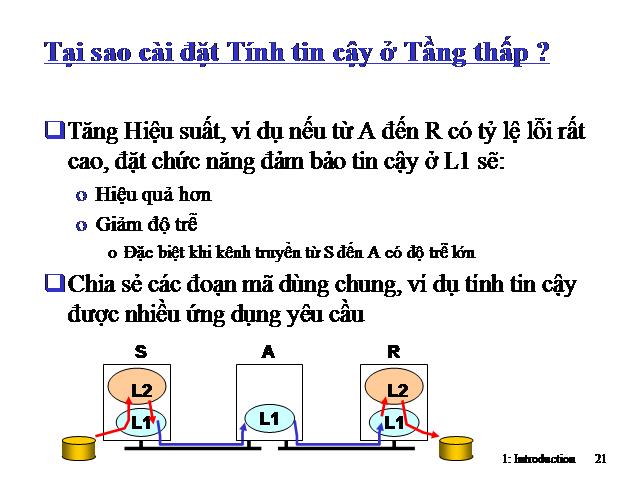 Tại sao cài đặt Tính tin cậy ở Tầng thấp ?
Tăng Hiệu suất, ví dụ nếu từ A đến R có tỷ lệ lỗi rất
cao, đặt chức năng đảm bảo tin cậy ở L1 sẽ:
o Hiệu quả hơn
o Giảm độ trễ
o Đặc biệt khi kênh truyền từ S đến A có độ trễ lớn
Chia sẻ các đoạn mã dùng chung, ví dụ tính tin cậy
được nhiều ứng dụng yêu cầu
S A R
L2 L2
L1 L1 L1
1: Introduction 21